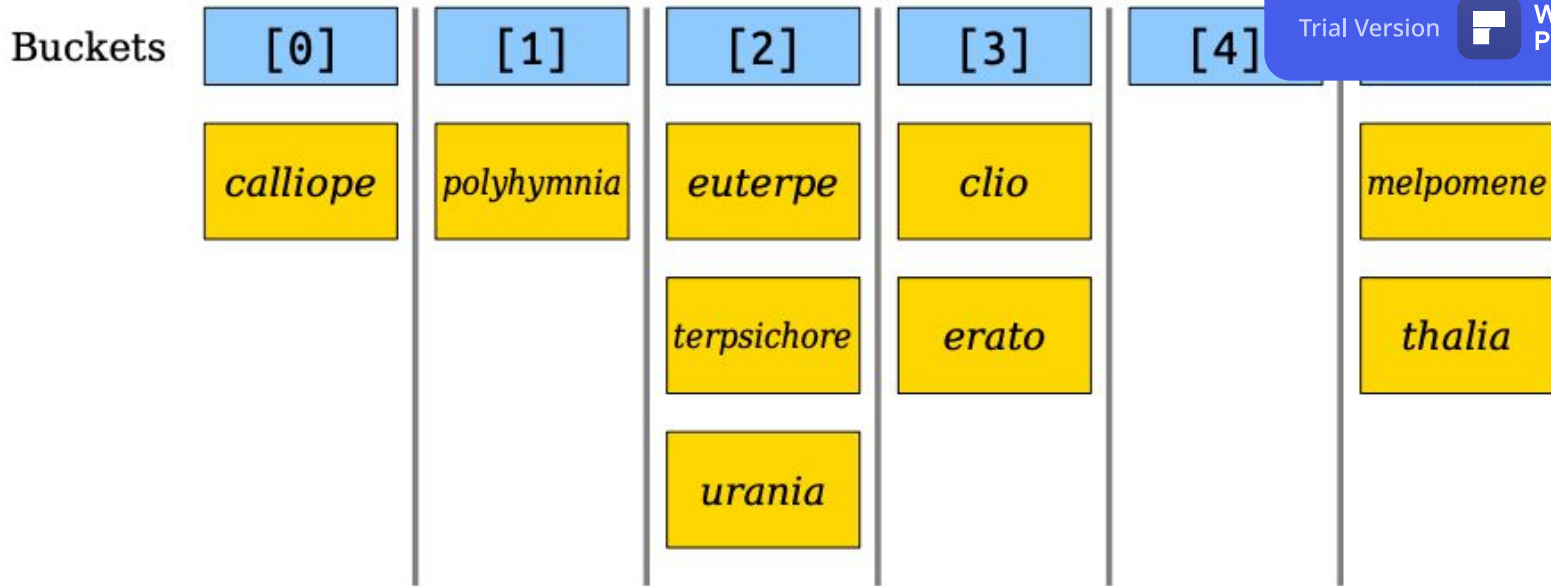 Buckets [0] [1] [2] [3] [4]
Trial Version
calliope polyhymnia euterpe clio melpomene
terpsichore erato thalia
urania